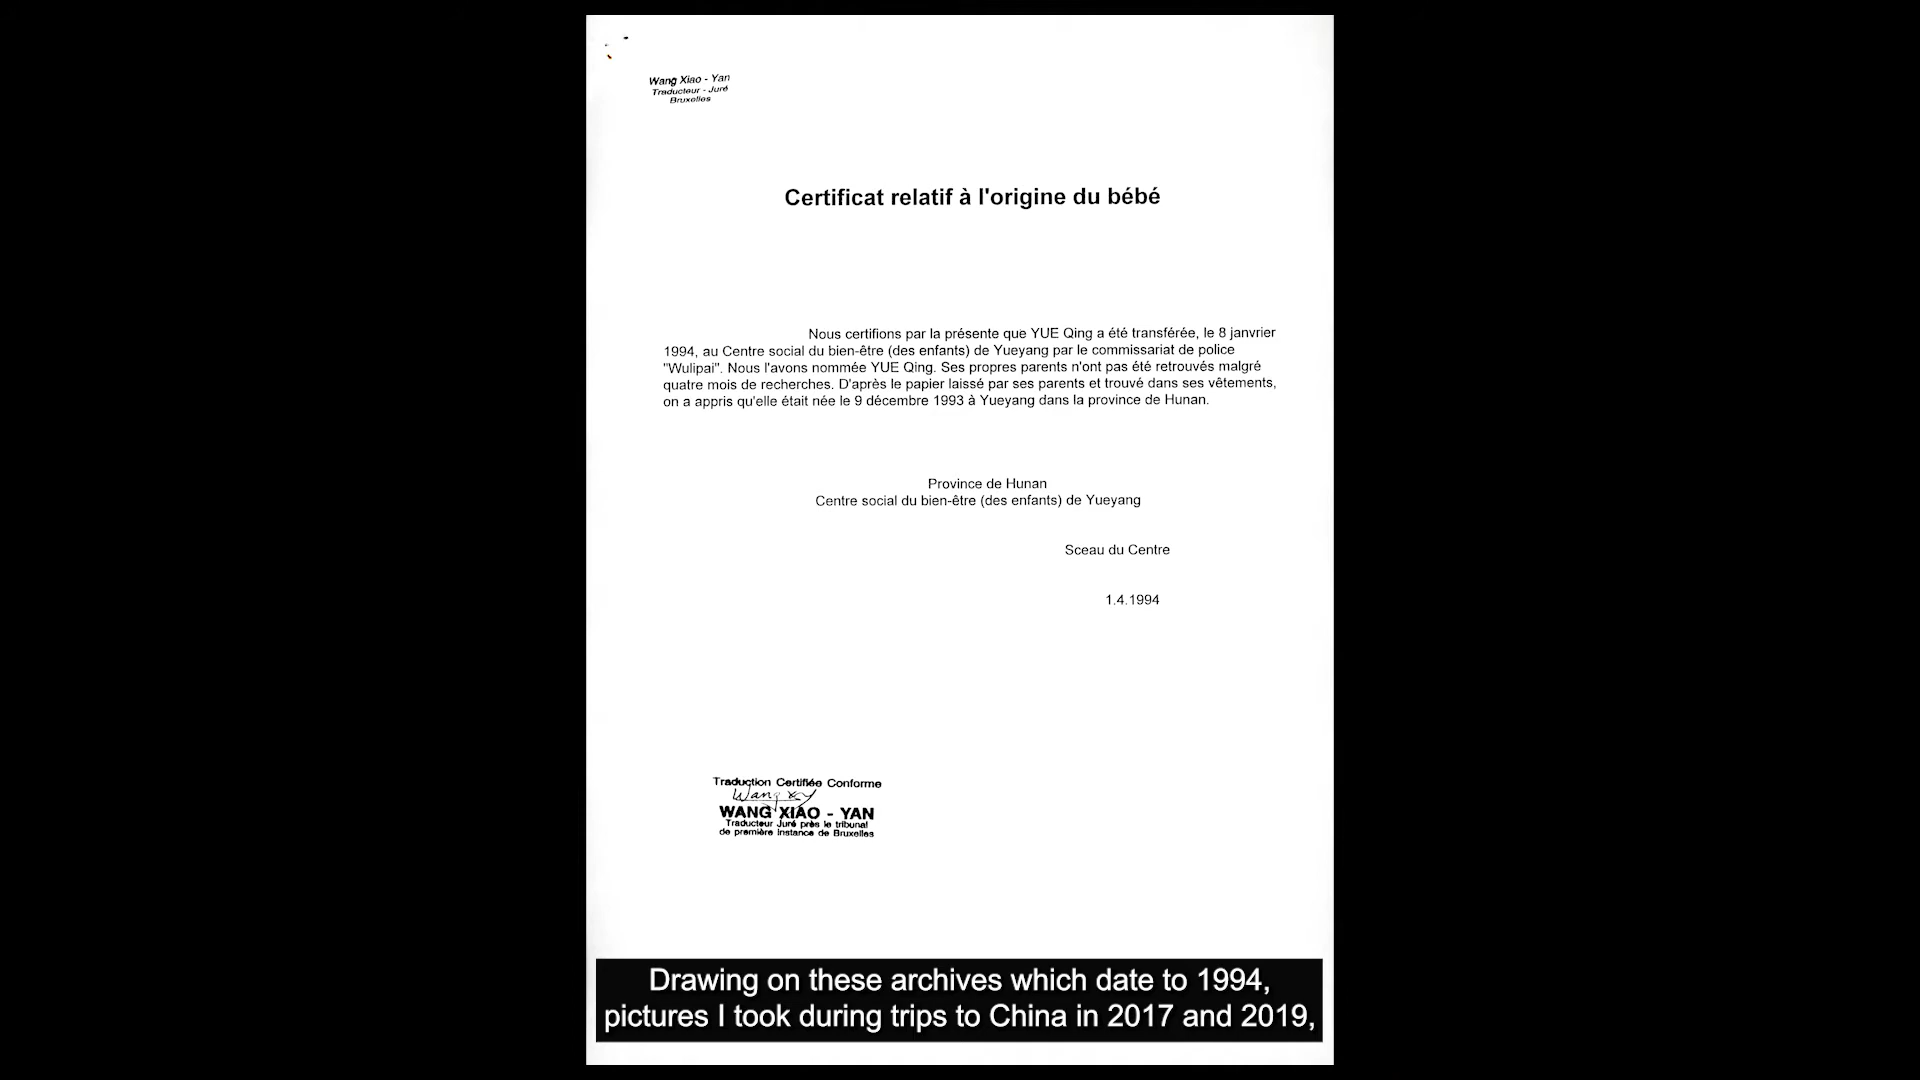 Wang Xiao - Yan
Traducteur - Juré
Bruxelles
Certificat relatif à l'origine du bébé
Nous certifions par la présente que YUE Qing a été transférée, le 8 janvrier
1994, au Centre social du bien-être (des enfants) de Yueyang par le commissariat de police
"Wulipai". Nous l'avons nommée YUE Qing. Ses propres parents n'ont pas été retrouvés malgré
quatre mois de recherches. D'après le papier laissé par ses parents et trouvé dans ses vêtements,
on a appris qu'elle était née le 9 décembre 1993 à Yueyang dans la province de Hunan.
Province de Hunan
Centre social du bien-être (des enfants) de Yueyang
Sceau du Centre
1.4.1994
Traduction Certifiée Conforme
Wang xy
WANG XIAO - YAN
Traducteur Juré près le tribunal
de première instance de Bruxelles
Drawing on these archives which date to 1994,
pictures I took during trips to China in 2017 and 2019,